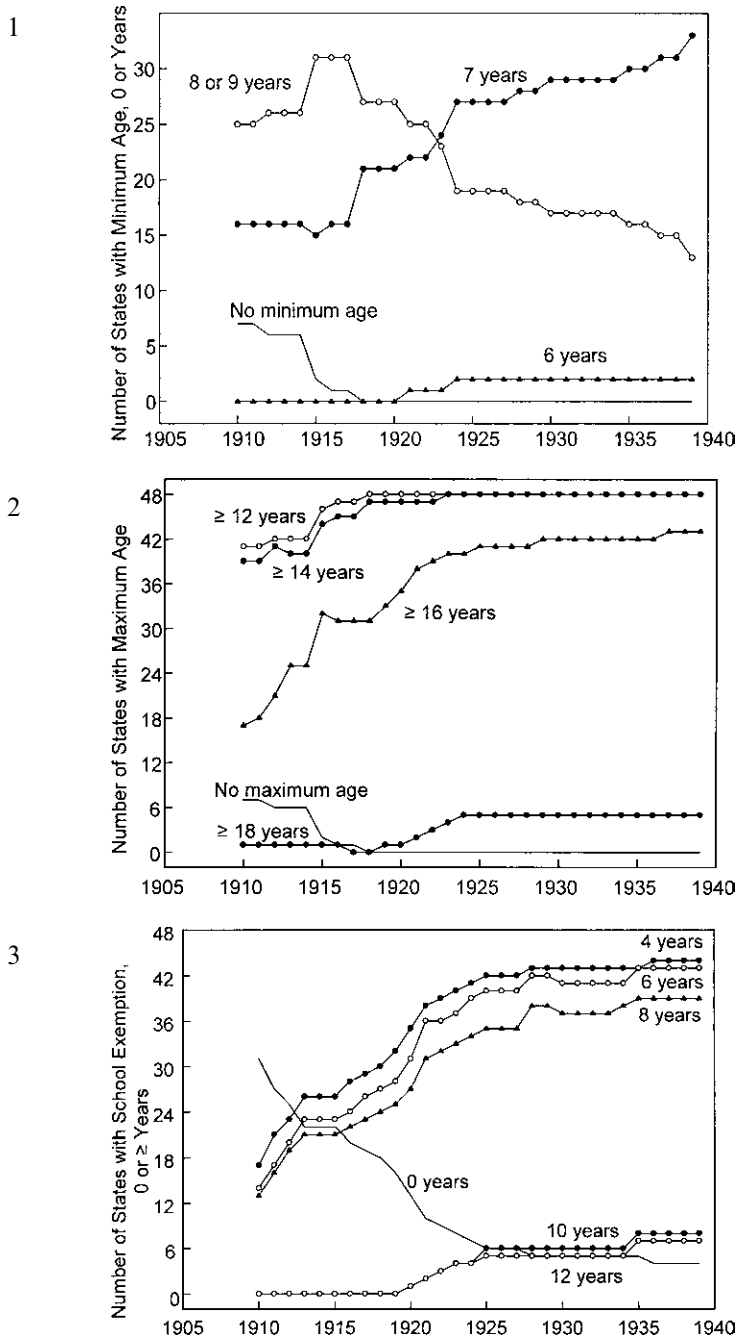 1
Number of States with Minimum Age, 0 or Years
30
25
20
15
10
5
0
8 or 9 years
7 years
No minimum age
6 years
1905 1910 1915 1920 1925 1930 1935 1940
2
Number of States with Maximum Age
48
42
36
30
24
18
12
6
0
≥ 12 years
≥ 14 years
≥ 16 years
No maximum age
≥ 18 years
1905 1910 1915 1920 1925 1930 1935 1940
3
Number of States with School Exemption,
0 or ≥ Years
48
42
36
30
24
18
12
6
0
4 years
6 years
8 years
0 years
10 years
12 years
1905 1910 1915 1920 1925 1930 1935 1940